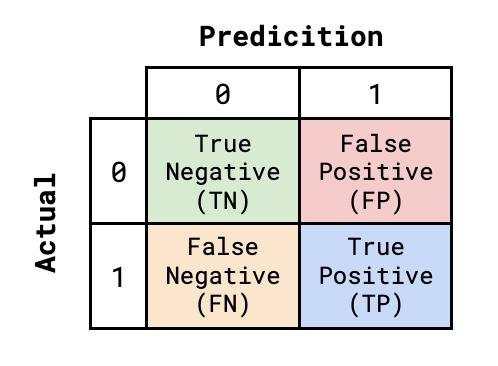 Predicition
0 1
Actual
0
True
Negative
(TN)
False
Positive
(FP)
1
False
Negative
(FN)
True
Positive
(TP)